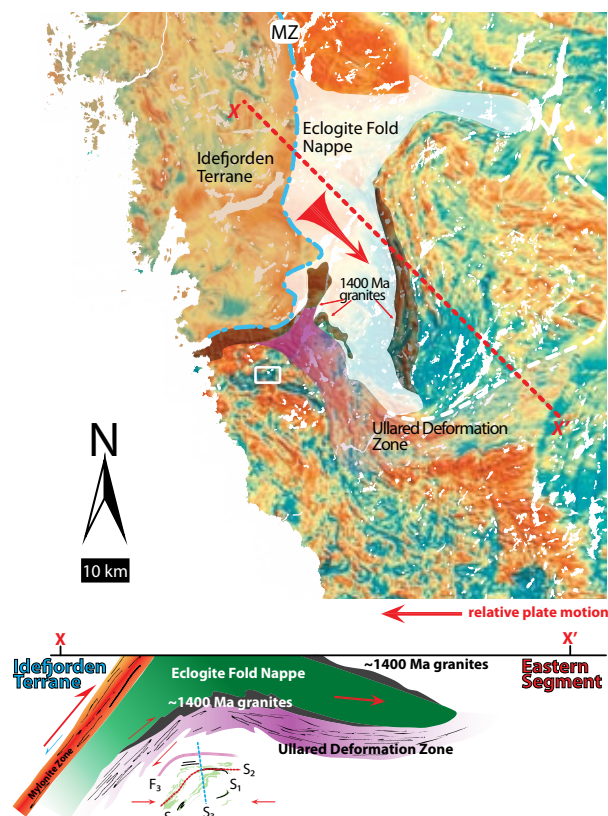 MZ
X
Eclogite Fold
Nappe
Idefjorden
Terrane
1400 Ma
granites
X'
Ullared Deformation
Zone
N
10 km
relative plate motion
X
X'
Idefjorden
Terrane
~1400 Ma granites
Eastern
Segment
Eclogite Fold Nappe
~1400 Ma granites
Mylonite Zone
Ullared Deformation Zone
F3
S2
S1
S
S3